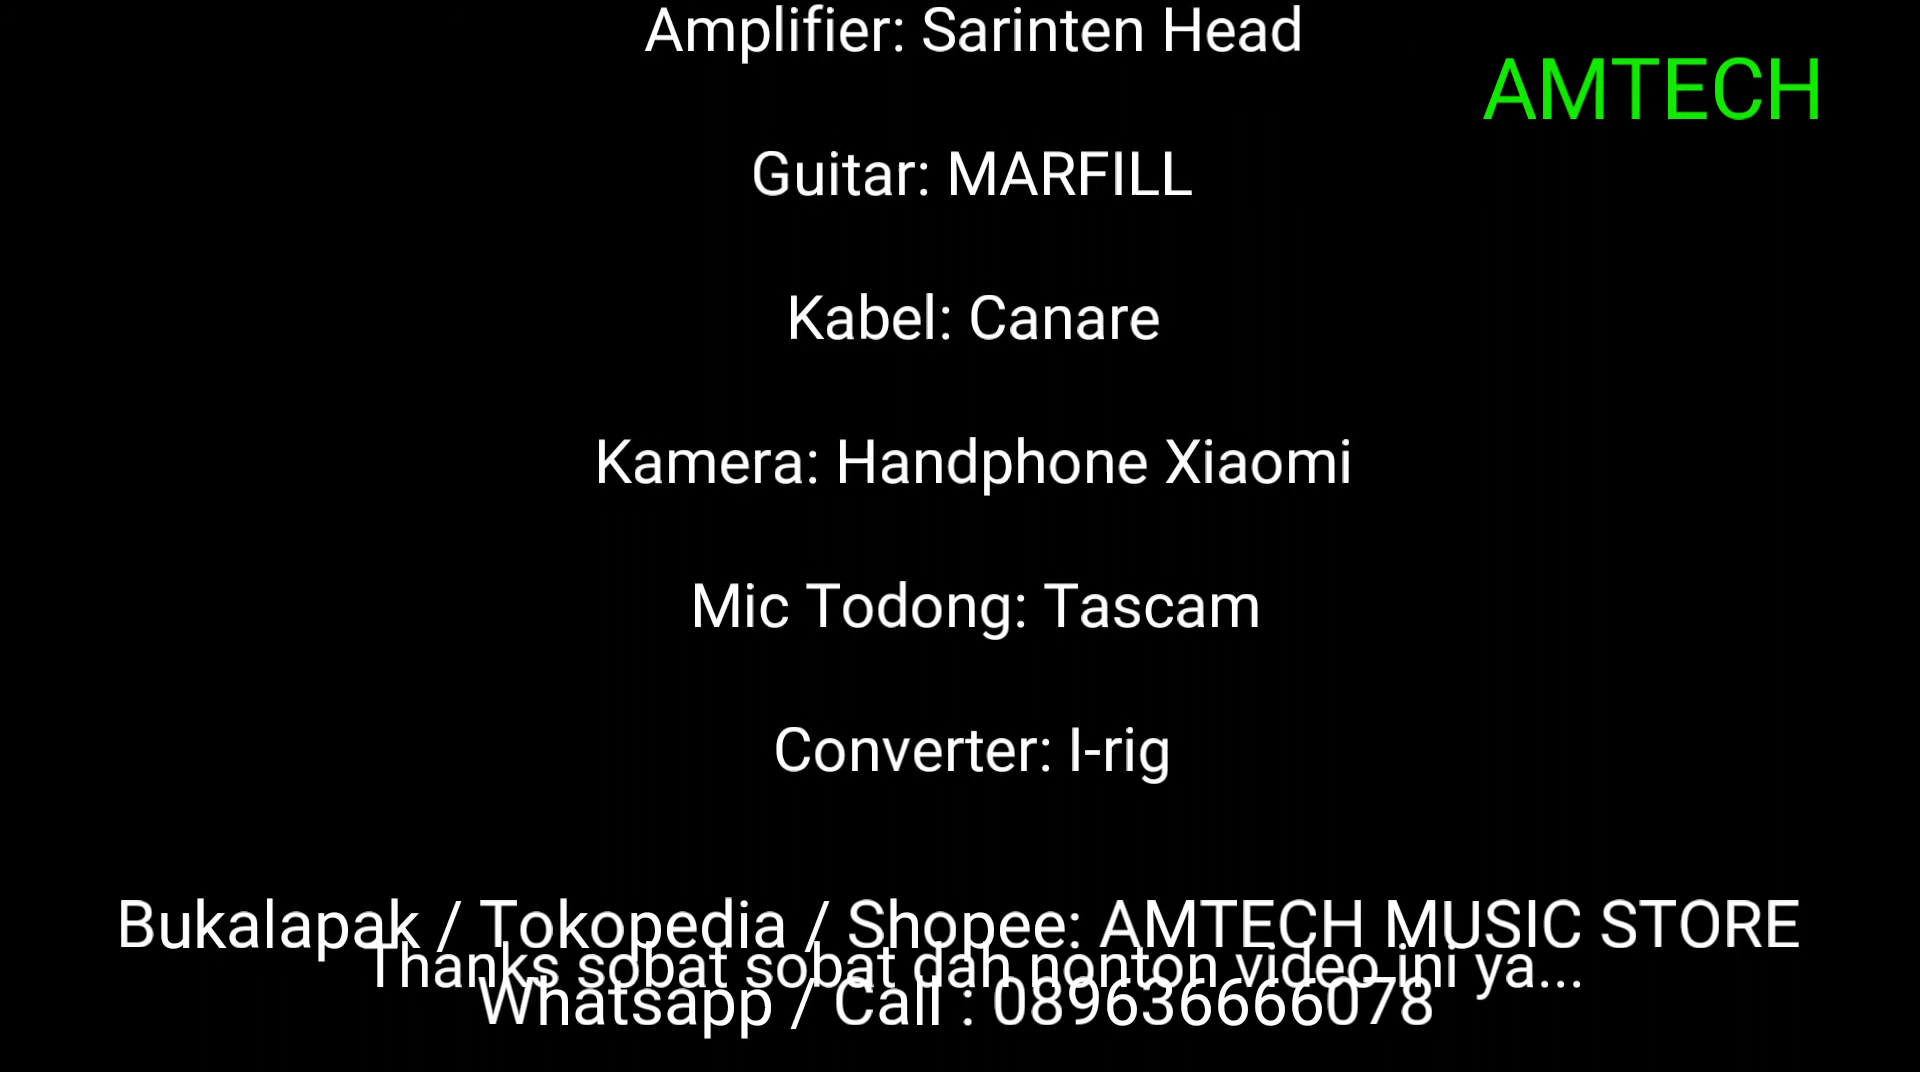 Amplifier: Sarinten Head
AMTECH
Guitar: MARFILL
Kabel: Canare
Kamera: Handphone Xiaomi
Mic Todong: Tascam
Converter: I-rig
Bukalapak / Tokopedia / Shopee: AMTECH MUSIC STORE
Thanks sobat sobat dah nonton video ini ya...
Whatsapp / Call : 089636666078